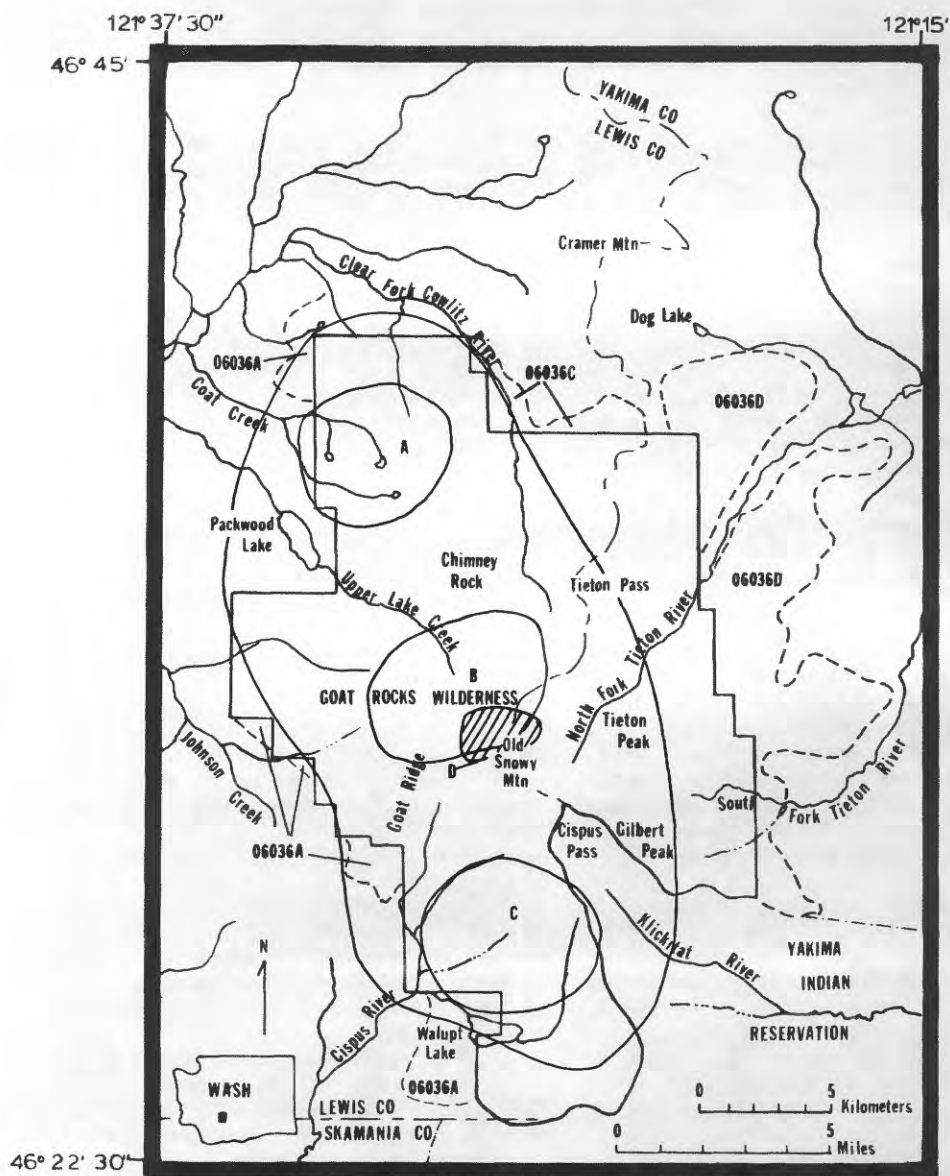 121° 37' 30"
121° 15'
46° 45'
YAKIMA CO
LEWIS CO
Cramer Mtn
Clear Fork Cowlitz River
Dog Lake
06036A
06036C
06036D
Coat Creek
A
Packwood Lake
Chimney Rock
Tieton Pass
06036D
Upper Lake Creek
North Fork Tieton River
B
GOAT ROCKS WILDERNESS
Tieton Peak
Old Snowy Mtn
D
Johnson Creek
Goat Ridge
South Fork Tieton River
Cispus Pass
Gilbert Peak
06036A
C
Klickitat River
YAKIMA
INDIAN
RESERVATION
N
Cispus River
Walupt Lake
06036A
WASH
LEWIS CO
SKAMANIA CO
0 5
Kilometers
0 5
Miles
46° 22' 30"